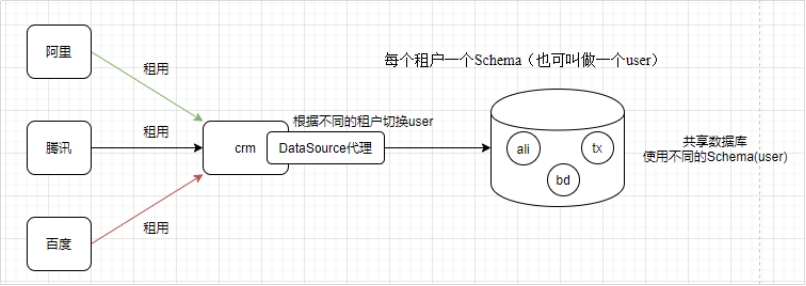 阿里
租用
每个租户一个Schema（也可叫做一个user）
腾讯
租用
crm
根据不同的租户切换user
DataSource代理
ali
tx
bd
共享数据库
使用不同的Schema(user)
百度
租用